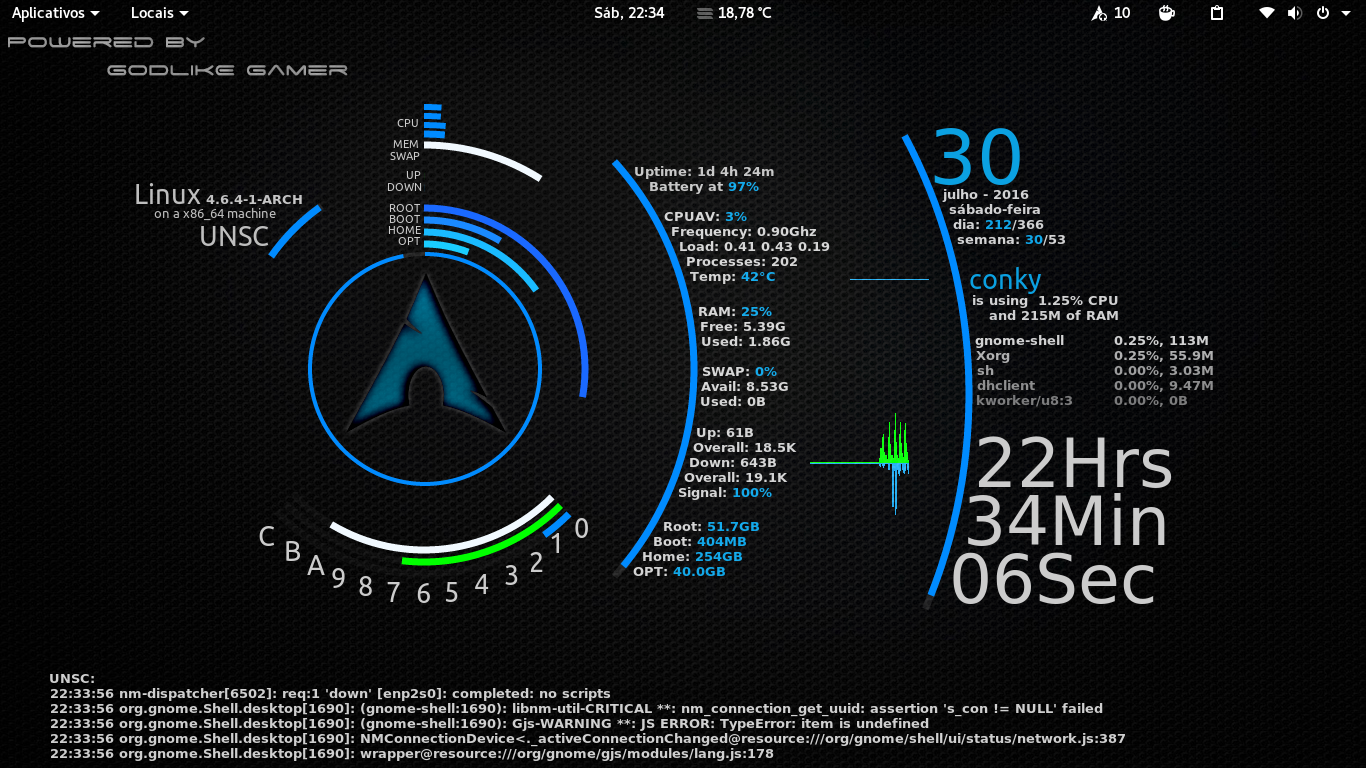 Aplicativos Locais Sáb, 22:34 18,78 °C 10
POWERED BY
GODLIKE GAMER
CPU
MEM
SWAP
UP
DOWN
ROOT
BOOT
HOME
OPT
Linux 4.6.4-1-ARCH
on a x86_64 machine
UNSC
Uptime: 1d 4h 24m
Battery at 97%
CPUAV: 3%
Frequency: 0.90Ghz
Load: 0.41 0.43 0.19
Processes: 202
Temp: 42°C
RAM: 25%
Free: 5.39G
Used: 1.86G
SWAP: 0%
Avail: 8.53G
Used: 0B
Up: 61B
Overall: 18.5K
Down: 643B
Overall: 19.1K
Signal: 100%
Root: 51.7GB
Boot: 404MB
Home: 254GB
OPT: 40.0GB
30
julho - 2016
sábado-feira
dia: 212/366
semana: 30/53
conky
is using 1.25% CPU
and 215M of RAM
gnome-shell 0.25%, 113M
Xorg 0.25%, 55.9M
sh 0.00%, 3.03M
dhclient 0.00%, 9.47M
kworker/u8:3 0.00%, 0B
22Hrs
34Min
06Sec
C B A 9 8 7 6 5 4 3 2 1 0
UNSC:
22:33:56 nm-dispatcher[6502]: req:1 'down' [enp2s0]: completed: no scripts
22:33:56 org.gnome.Shell.desktop[1690]: (gnome-shell:1690): libnm-util-CRITICAL **: nm_connection_get_uuid: assertion 's_con != NULL' failed
22:33:56 org.gnome.Shell.desktop[1690]: (gnome-shell:1690): Gjs-WARNING **: JS ERROR: TypeError: item is undefined
22:33:56 org.gnome.Shell.desktop[1690]: NMConnectionDevice<._activeConnectionChanged@resource:///org/gnome/shell/ui/status/network.js:387
22:33:56 org.gnome.Shell.desktop[1690]: wrapper@resource:///org/gnome/gjs/modules/lang.js:178